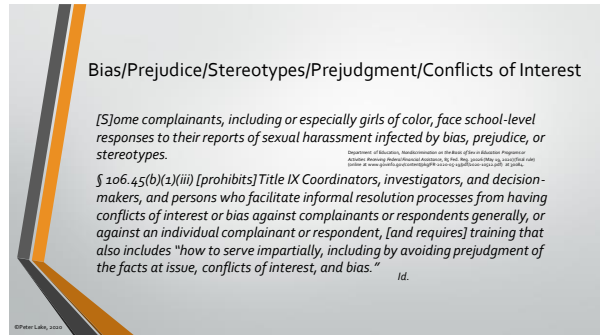 Bias/Prejudice/Stereotypes/Prejudgment/Conflicts of Interest
[S]ome complainants, including or especially girls of color, face school-level
responses to their reports of sexual harassment infected by bias, prejudice, or
stereotypes.
Department of Education, Nondiscrimination on the Basis of Sex in Education Programs or
Activities Receiving Federal Financial Assistance, 85 Fed. Reg. 30026 (May 19, 2020)(final rule)
§ 106.45(b)(1)(iii) [prohibits] Title IX Coordinators, investigators, and decision-
makers, and persons who facilitate informal resolution processes from having
conflicts of interest or bias against complainants or respondents generally, or
against an individual complainant or respondent, [and requires] training that
also includes “how to serve impartially, including by avoiding prejudgment of
the facts at issue, conflicts of interest, and bias.”
Id.
©Peter Lake, 2020